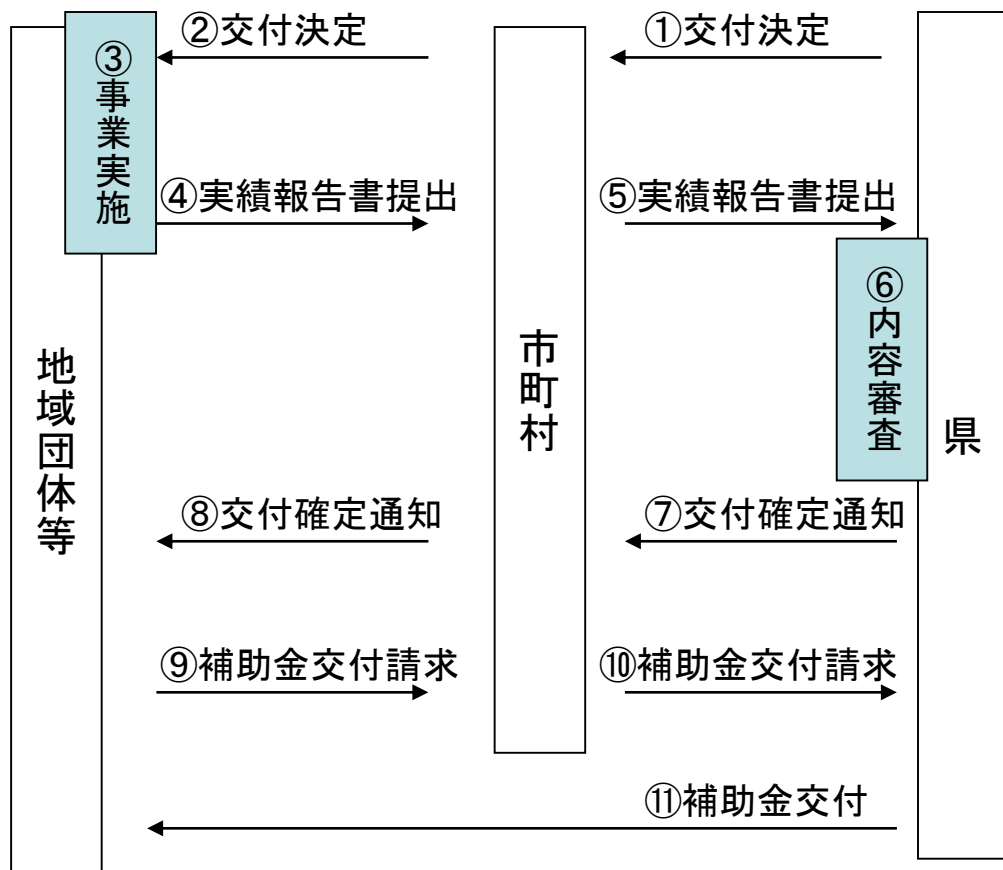 ②交付決定
①交付決定
③事業実施
④実績報告書提出
⑤実績報告書提出
⑥内容審査
市町村
地域団体等
県
⑧交付確定通知
⑦交付確定通知
⑨補助金交付請求
⑩補助金交付請求
⑪補助金交付